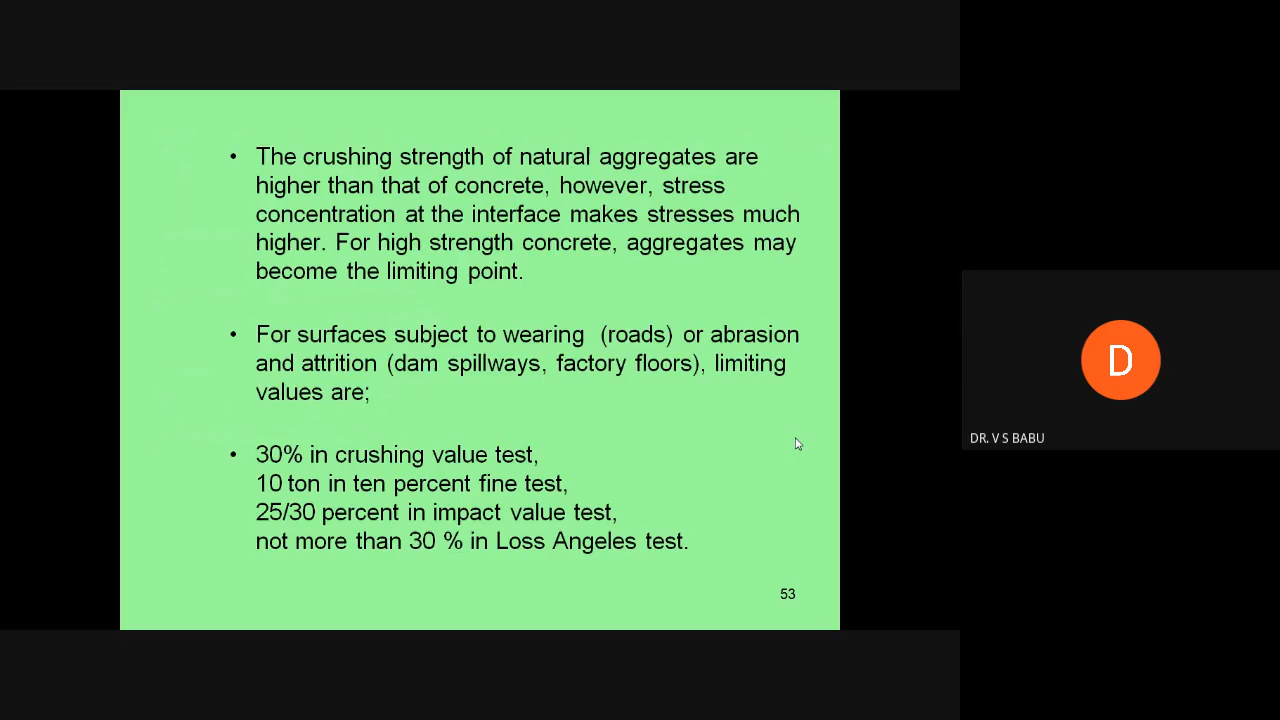 • The crushing strength of natural aggregates are
higher than that of concrete, however, stress
concentration at the interface makes stresses much
higher. For high strength concrete, aggregates may
become the limiting point.
• For surfaces subject to wearing (roads) or abrasion
and attrition (dam spillways, factory floors), limiting
values are;
• 30% in crushing value test,
10 ton in ten percent fine test,
25/30 percent in impact value test,
not more than 30 % in Loss Angeles test.
53
D
DR. V S BABU